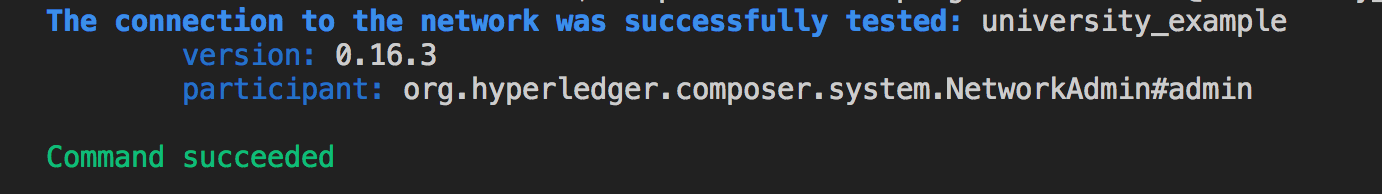 The connection to the network was successfully tested: university_example
version: 0.16.3
participant: org.hyperledger.composer.system.NetworkAdmin#admin
Command succeeded